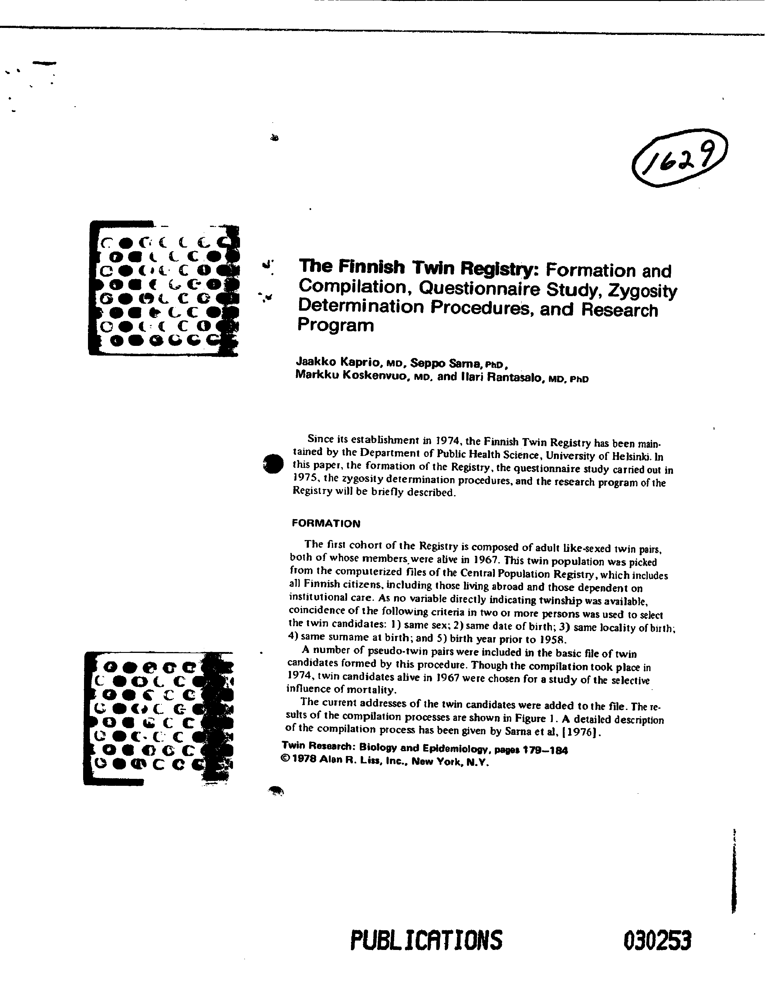 1629
The Finnish Twin Registry: Formation and
Compilation, Questionnaire Study, Zygosity
Determination Procedures, and Research
Program
Jaakko Kaprio, MD, Seppo Sarna, PhD,
Markku Koskenvuo, MD, and Ilari Rantasalo, MD, PhD
Since its establishment in 1974, the Finnish Twin Registry has been main-
tained by the Department of Public Health Science, University of Helsinki. In
this paper, the formation of the Registry, the questionnaire study carried out in
1975, the zygosity determination procedures, and the research program of the
Registry will be briefly described.
FORMATION
The first cohort of the Registry is composed of adult like-sexed twin pairs,
both of whose members were alive in 1967. This twin population was picked
from the computerized files of the Central Population Registry, which includes
all Finnish citizens, including those living abroad and those dependent on
institutional care. As no variable directly indicating twinship was available,
coincidence of the following criteria in two or more persons was used to select
the twin candidates: 1) same sex; 2) same date of birth; 3) same locality of birth;
4) same surname at birth; and 5) birth year prior to 1958.
A number of pseudo-twin pairs were included in the basic file of twin
candidates formed by this procedure. Though the compilation took place in
1974, twin candidates alive in 1967 were chosen for a study of the selective
influence of mortality.
The current addresses of the twin candidates were added to the file. The re-
sults of the compilation processes are shown in Figure 1. A detailed description
of the compilation process has been given by Sarna et al, [1976].
Twin Research: Biology and Epidemiology, pages 179–184
© 1978 Alan R. Liss, Inc., New York, N.Y.
PUBLICATIONS 030253